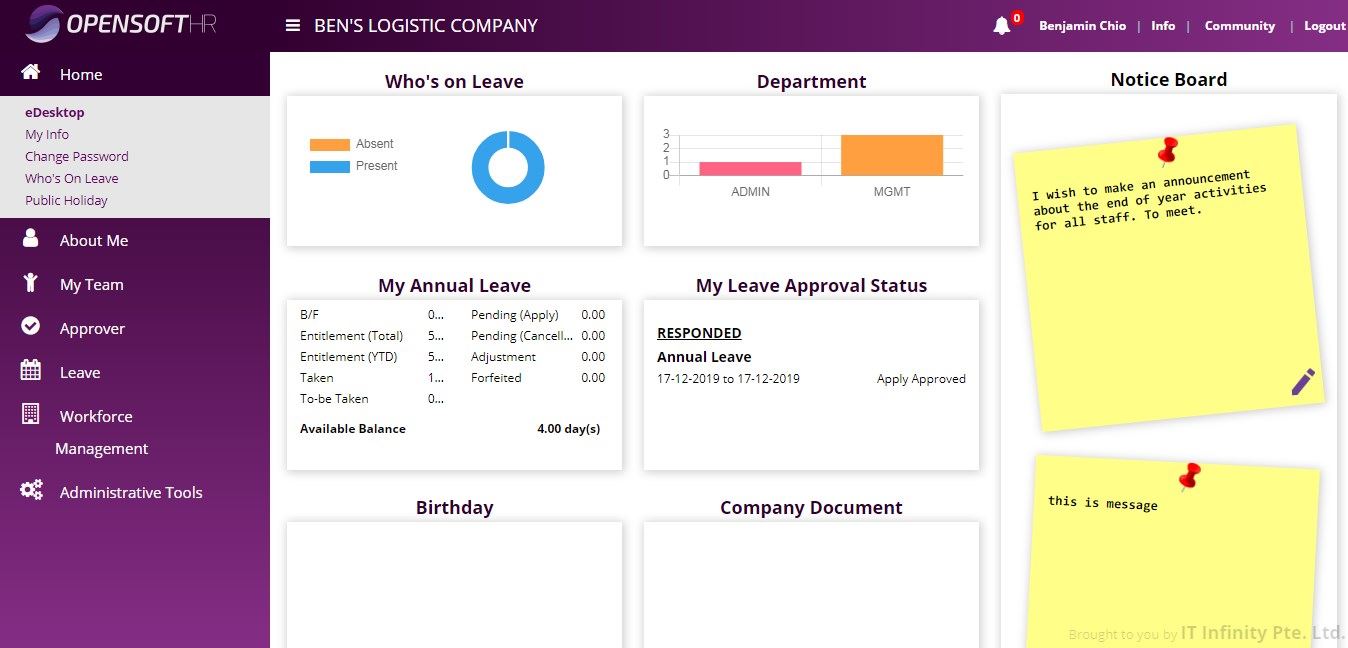 OPENSOFTHR
BEN'S LOGISTIC COMPANY
0
Benjamin Chio | Info | Community | Logout
Home
eDesktop
My Info
Change Password
Who's On Leave
Public Holiday
About Me
My Team
Approver
Leave
Workforce
Management
Administrative Tools
Who's on Leave
Absent
Present
Department
3
2
1
0
ADMIN MGMT
My Annual Leave
B/F 0... Pending (Apply) 0.00
Entitlement (Total) 5... Pending (Cancell... 0.00
Entitlement (YTD) 5... Adjustment 0.00
Taken 1... Forfeited 0.00
To-be Taken 0...
Available Balance 4.00 day(s)
My Leave Approval Status
RESPONDED
Annual Leave
17-12-2019 to 17-12-2019 Apply Approved
Birthday
Company Document
Notice Board
I wish to make an announcement
about the end of year activities
for all staff. To meet.
this is message
Brought to you by IT Infinity Pte. Ltd.